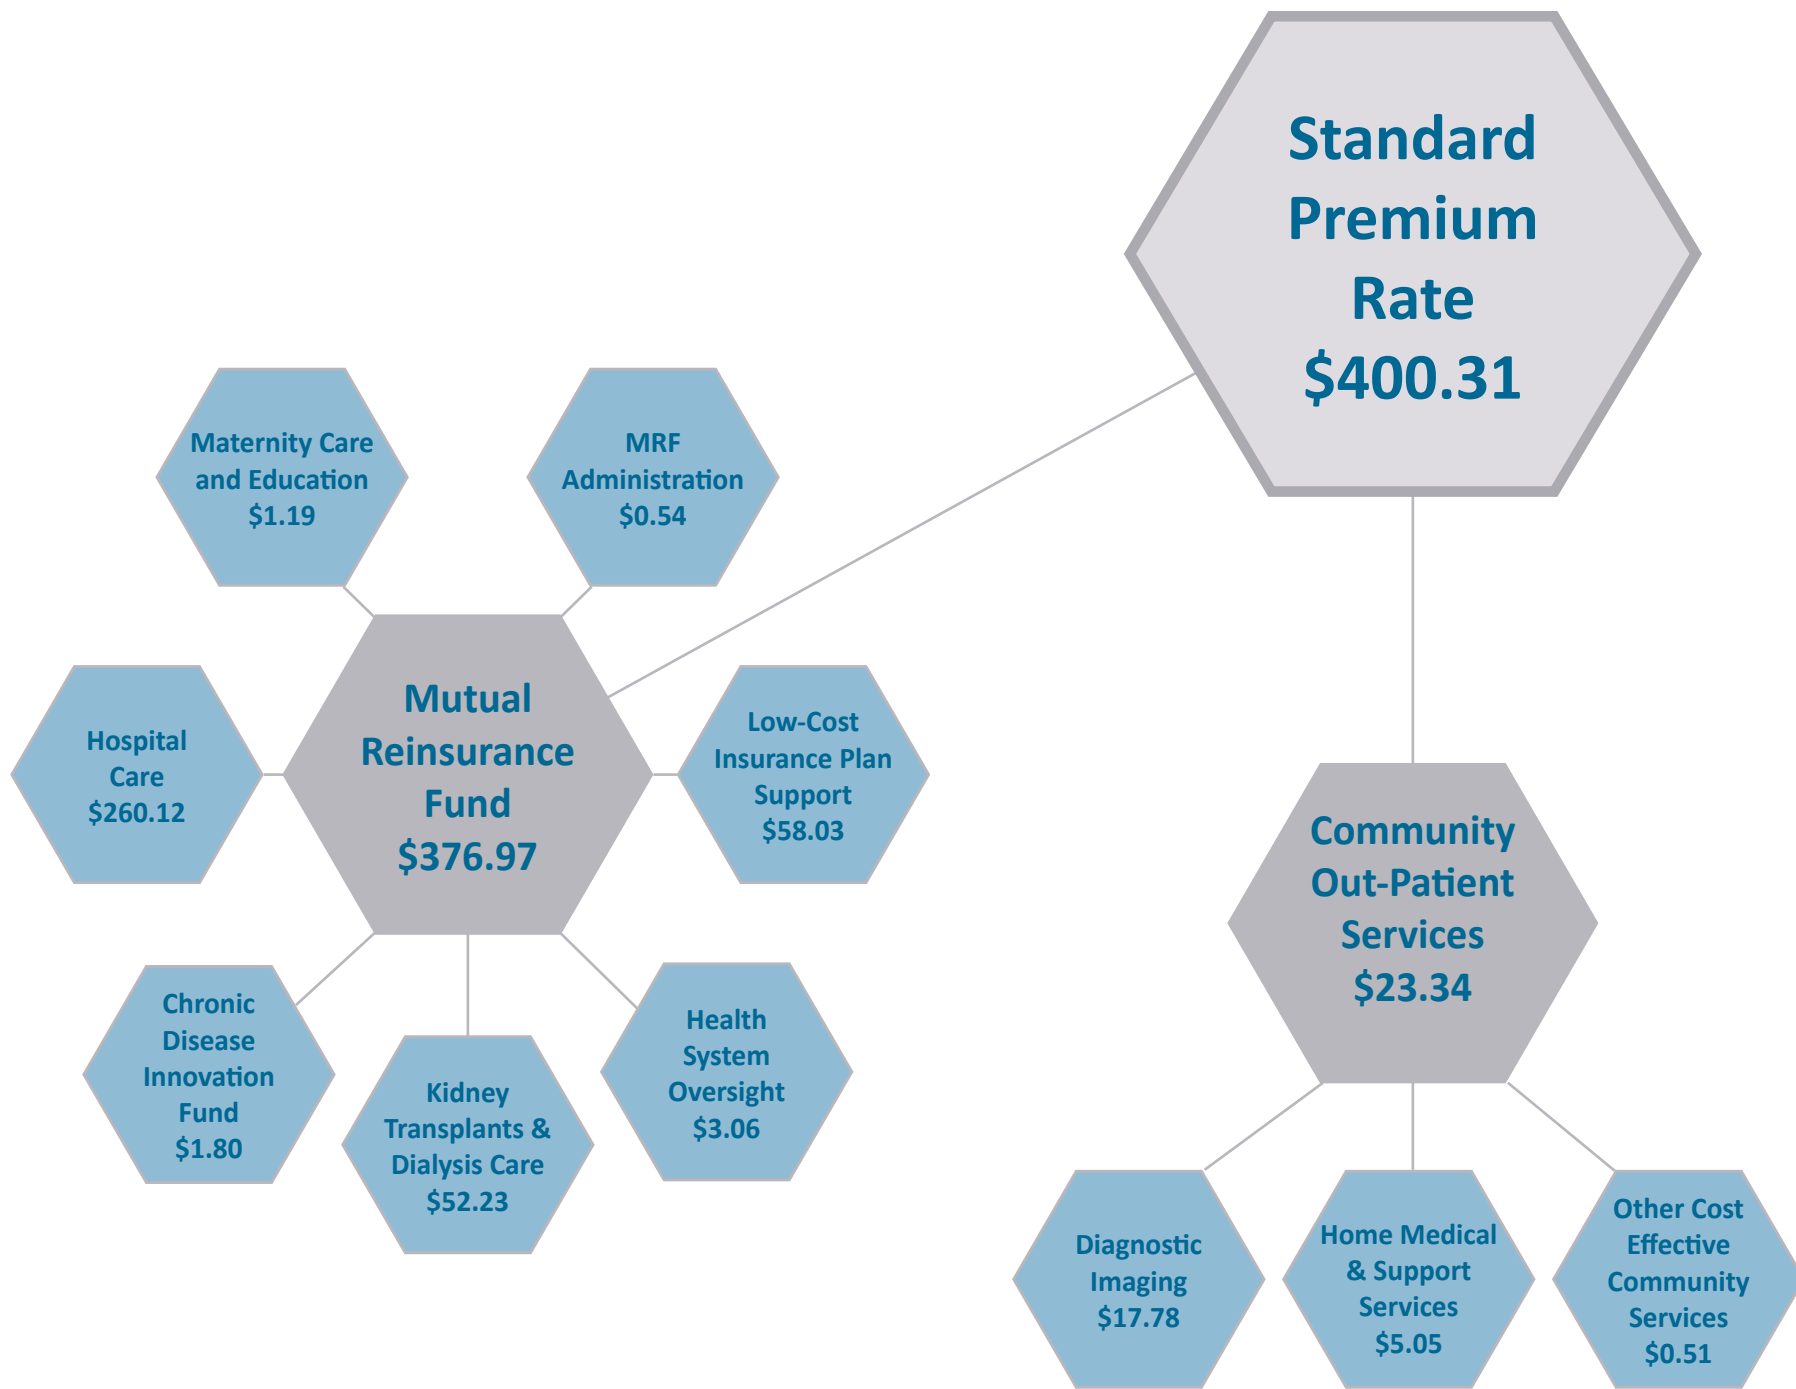 Standard
Premium
Rate
$400.31
Maternity Care
and Education
$1.19
MRF
Administration
$0.54
Mutual
Reinsurance
Fund
$376.97
Hospital
Care
$260.12
Low-Cost
Insurance Plan
Support
$58.03
Chronic
Disease
Innovation
Fund
$1.80
Kidney
Transplants &
Dialysis Care
$52.23
Health
System
Oversight
$3.06
Community
Out-Patient
Services
$23.34
Diagnostic
Imaging
$17.78
Home Medical
& Support
Services
$5.05
Other Cost
Effective
Community
Services
$0.51